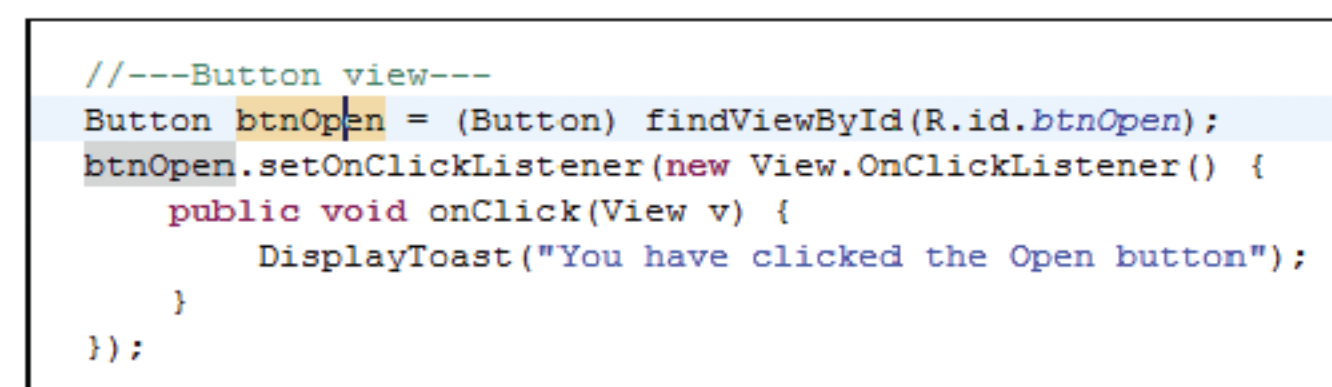 //---Button view---
Button btnOpen = (Button) findViewById(R.id.btnOpen);
btnOpen.setOnClickListener(new View.OnClickListener() {
    public void onClick(View v) {
        DisplayToast("You have clicked the Open button");
    }
});